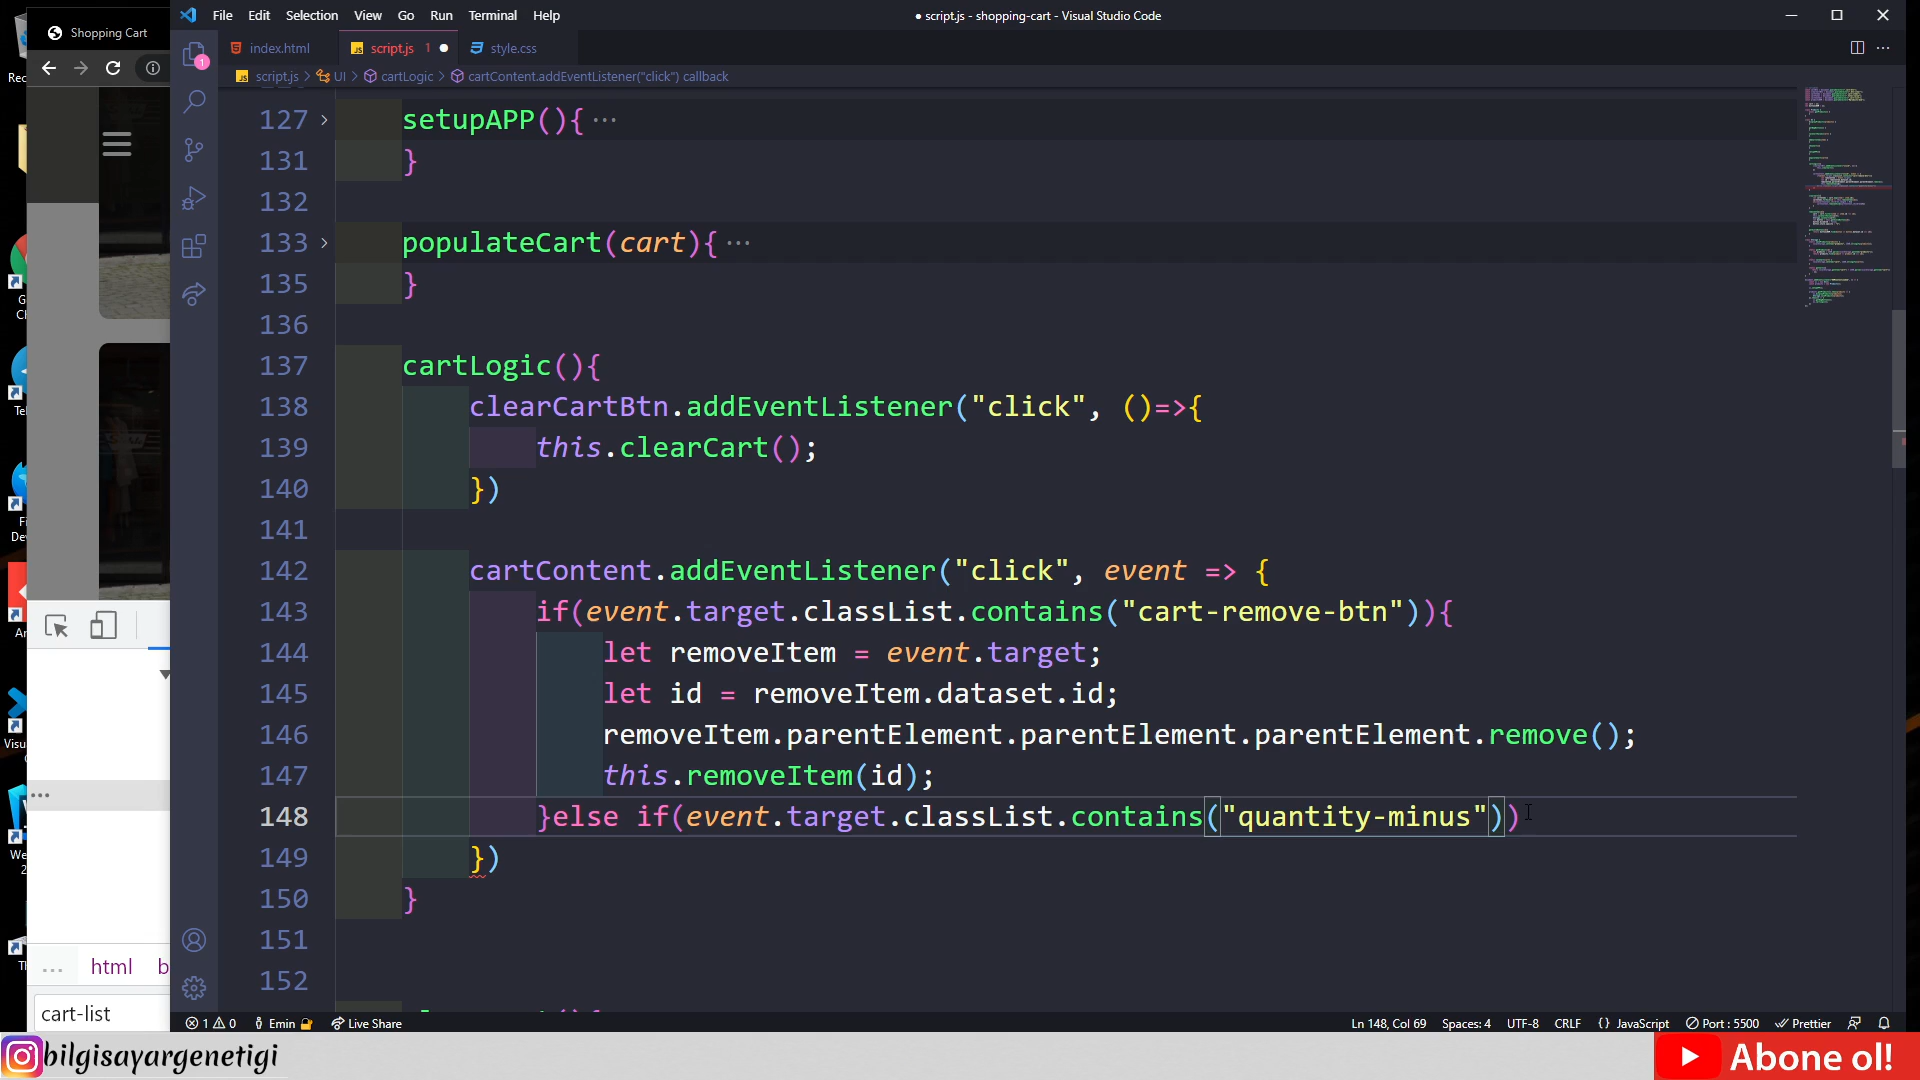 Shopping Cart
File Edit Selection View Go Run Terminal Help
● script.js - shopping-cart - Visual Studio Code
index.html
script.js 1 ●
style.css
script.js > UI > cartLogic > cartContent.addEventListener("click") callback
1
127 > setupAPP(){ ···
131 }
132
133 > populateCart(cart){ ···
135 }
136
137 cartLogic(){
138 clearCartBtn.addEventListener("click", ()=>{
139 this.clearCart();
140 })
141
142 cartContent.addEventListener("click", event => {
143 if(event.target.classList.contains("cart-remove-btn")){
144 let removeItem = event.target;
145 let id = removeItem.dataset.id;
146 removeItem.parentElement.parentElement.parentElement.remove();
147 this.removeItem(id);
148 }else if(event.target.classList.contains("quantity-minus"))
149 })
150 }
151
152
... html b
cart-list
1 0 Emin Live Share
Ln 148, Col 69 Spaces: 4 UTF-8 CRLF {} JavaScript Port : 5500 Prettier
bilgisayargenetigi
Abone ol!